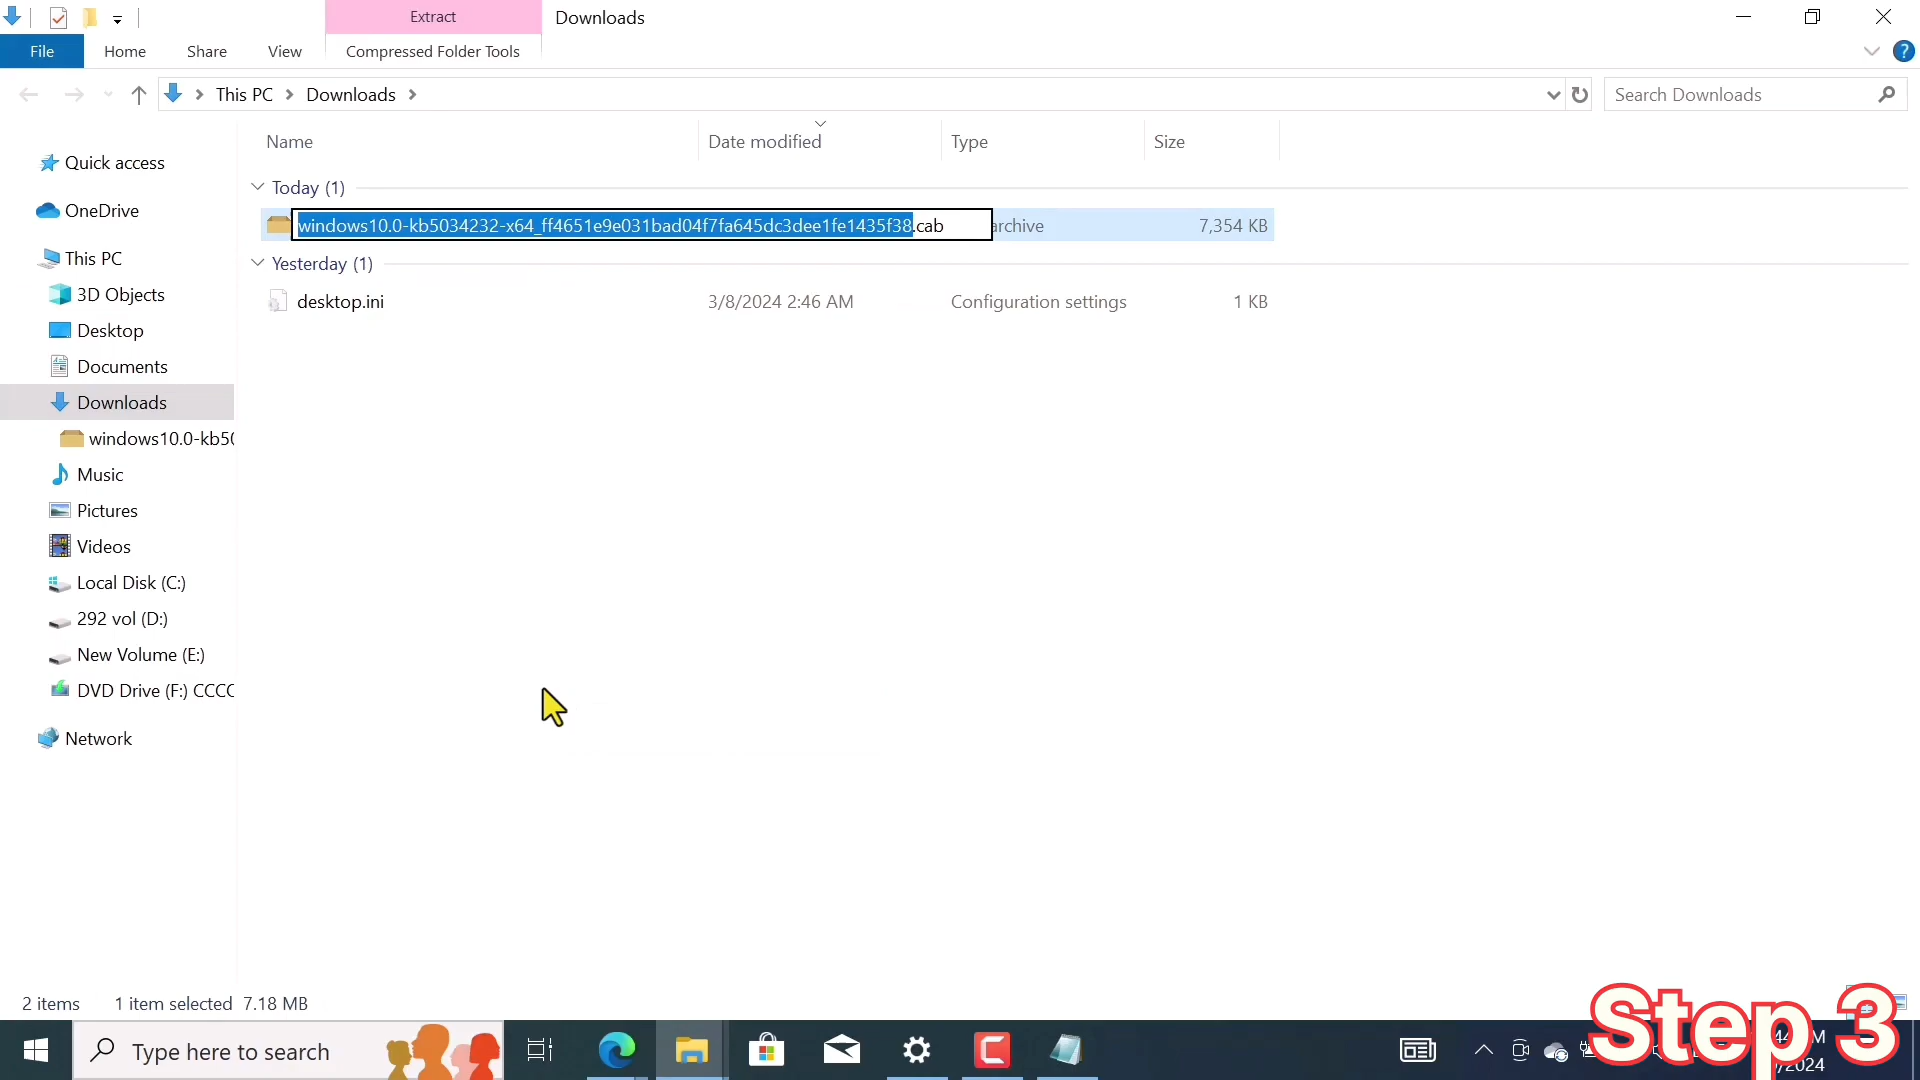 Extract
Downloads
File
Home
Share
View
Compressed Folder Tools
This PC
Downloads
Search Downloads
Name
Date modified
Type
Size
Quick access
OneDrive
This PC
3D Objects
Desktop
Documents
Downloads
windows10.0-kb50
Music
Pictures
Videos
Local Disk (C:)
292 vol (D:)
New Volume (E:)
DVD Drive (F:) CCCC
Network
Today (1)
windows10.0-kb5034232-x64_ff4651e9e031bad04f7fa645dc3dee1fe1435f38.cab archive 7,354 KB
Yesterday (1)
desktop.ini 3/8/2024 2:46 AM Configuration settings 1 KB
2 items 1 item selected 7.18 MB
Type here to search
Step 3